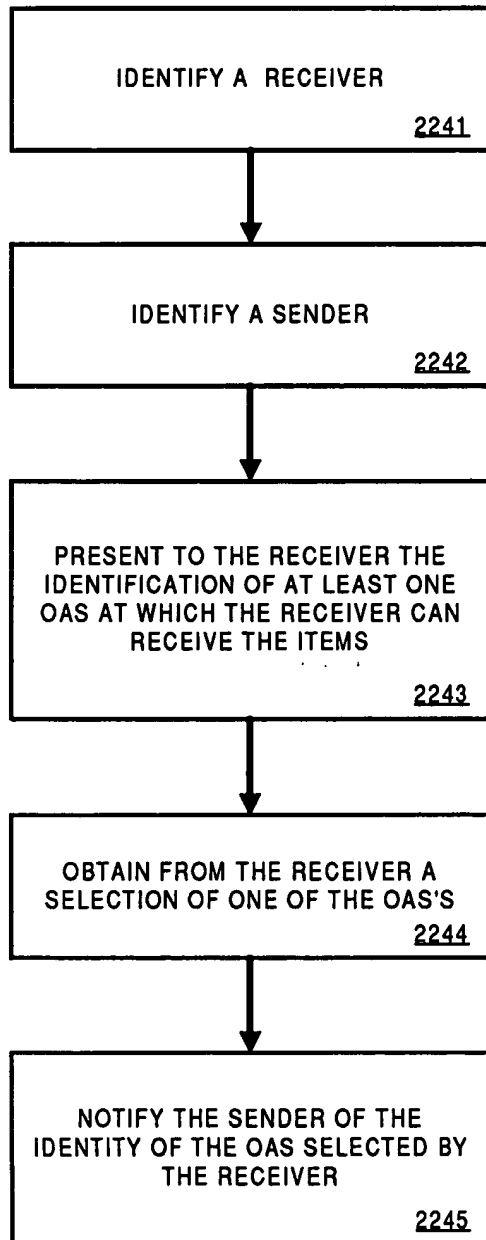 IDENTIFY A RECEIVER
2241
IDENTIFY A SENDER
2242
PRESENT TO THE RECEIVER THE
IDENTIFICATION OF AT LEAST ONE
OAS AT WHICH THE RECEIVER CAN
RECEIVE THE ITEMS
2243
OBTAIN FROM THE RECEIVER A
SELECTION OF ONE OF THE OAS'S
2244
NOTIFY THE SENDER OF THE
IDENTITY OF THE OAS SELECTED BY
THE RECEIVER
2245